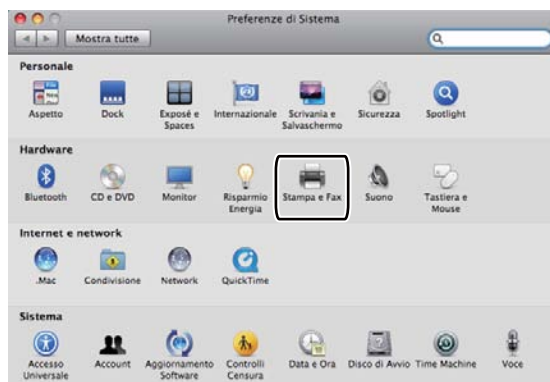 Preferenze di Sistema
Mostra tutte
Personale
Aspetto Dock Exposé e Spaces Internazionale Scrivania e Salvaschermo Sicurezza Spotlight
Hardware
Bluetooth CD e DVD Monitor Risparmio Energia Stampa e Fax Suono Tastiera e Mouse
Internet e network
.Mac Condivisione Network QuickTime
Sistema
Accesso Universale Account Aggiornamento Software Controlli Censura Data e Ora Disco di Avvio Time Machine Voce